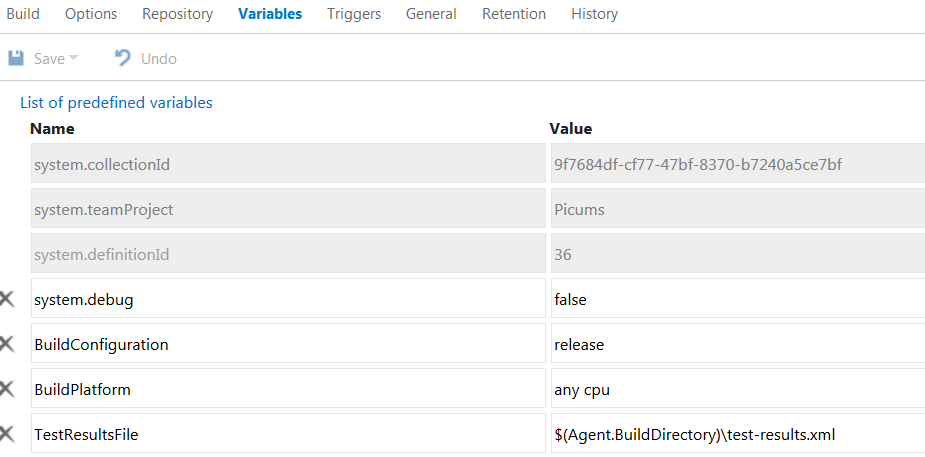 Build Options Repository Variables Triggers General Retention History
Save Undo
List of predefined variables
Name Value
system.collectionId 9f7684df-cf77-47bf-8370-b7240a5ce7bf
system.teamProject Picums
system.definitionId 36
system.debug false
BuildConfiguration release
BuildPlatform any cpu
TestResultsFile $(Agent.BuildDirectory)\test-results.xml